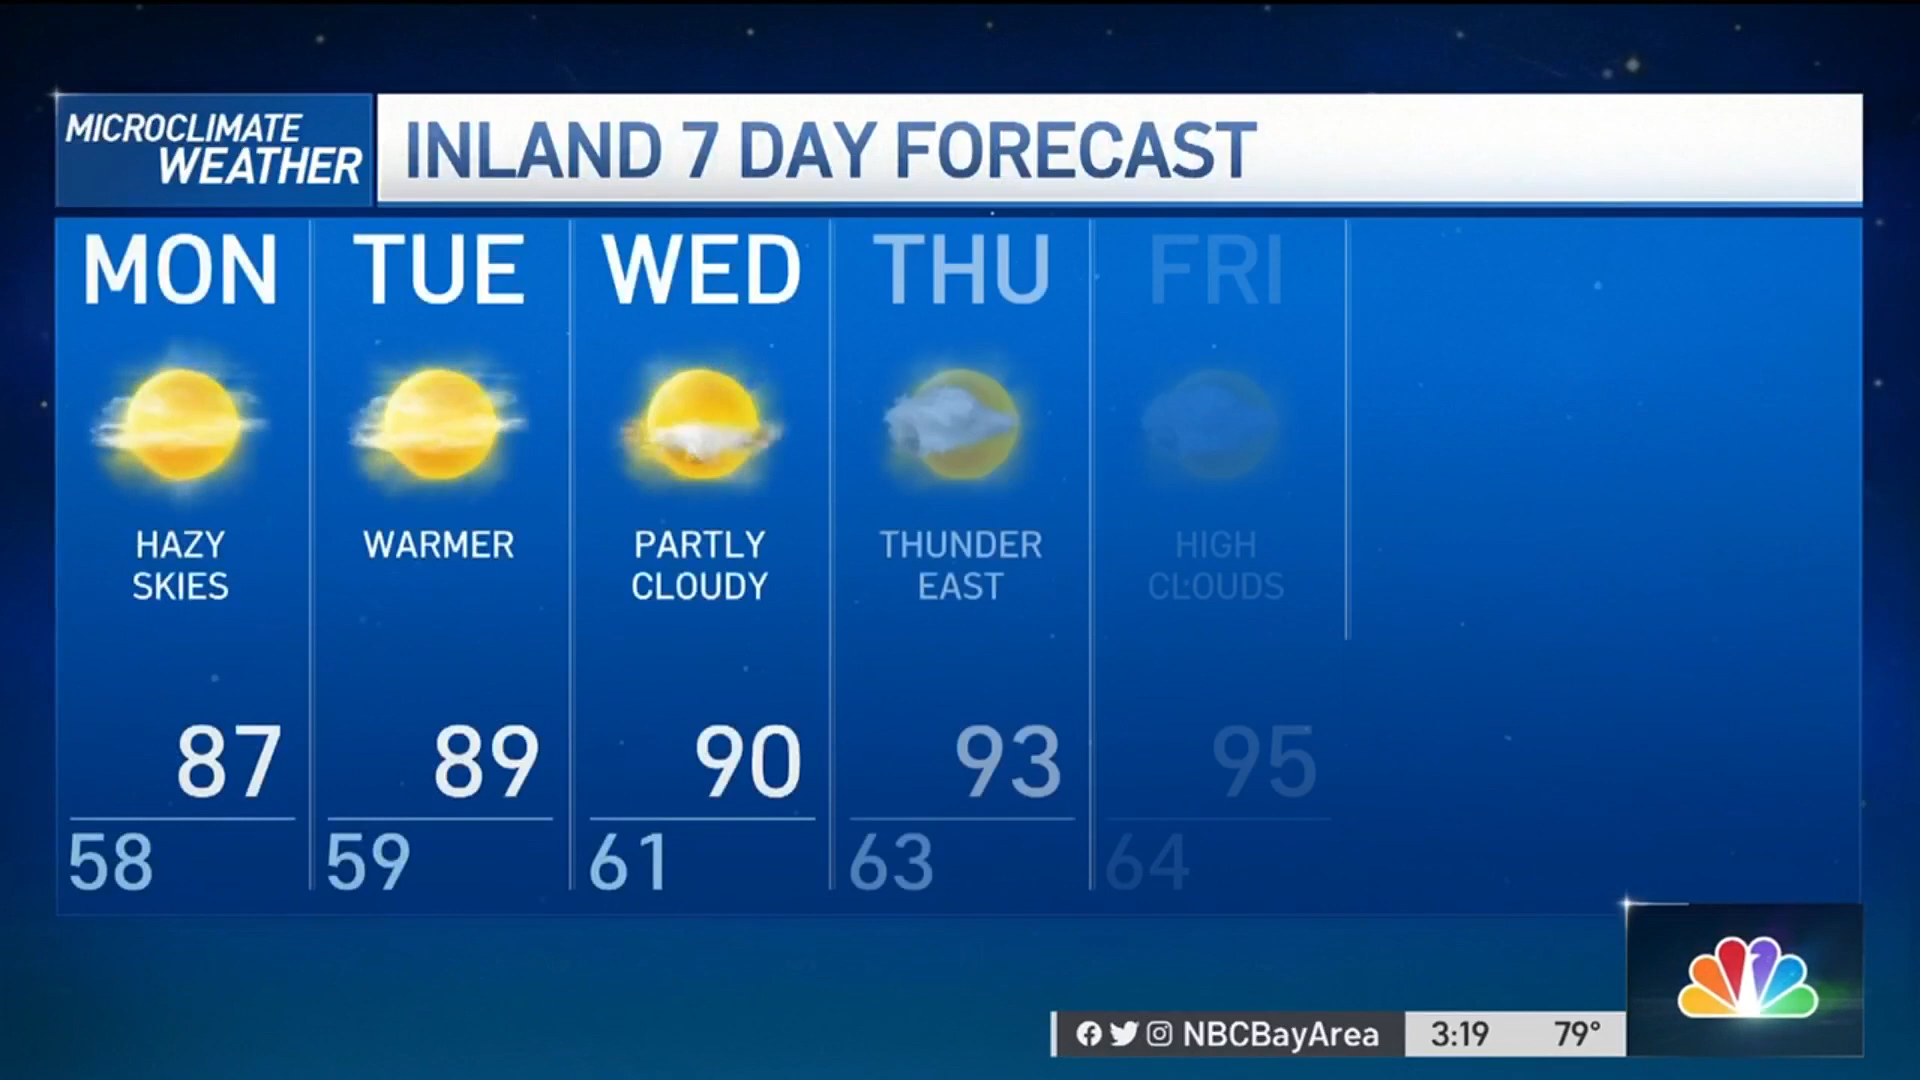 MICROCLIMATE
WEATHER
INLAND 7 DAY FORECAST
MON
TUE
WED
THU
FRI
HAZY
SKIES
WARMER
PARTLY
CLOUDY
THUNDER
EAST
HIGH
CLOUDS
87
89
90
93
95
58
59
61
63
64
NBCBayArea
3:19
79°